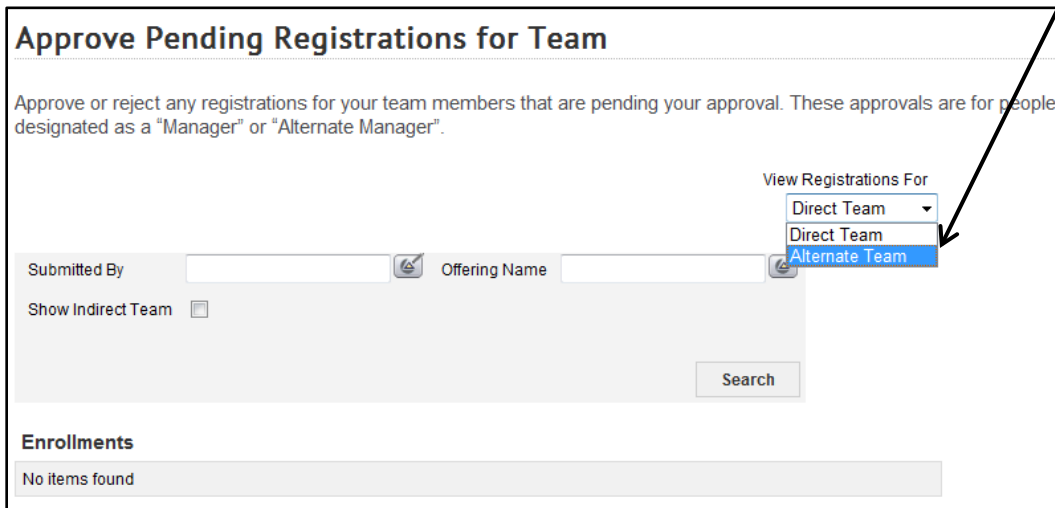 Approve Pending Registrations for Team
Approve or reject any registrations for your team members that are pending your approval. These approvals are for people
designated as a “Manager” or “Alternate Manager”.
View Registrations For
Direct Team
Direct Team
Alternate Team
Submitted By
Offering Name
Show Indirect Team
Search
Enrollments
No items found